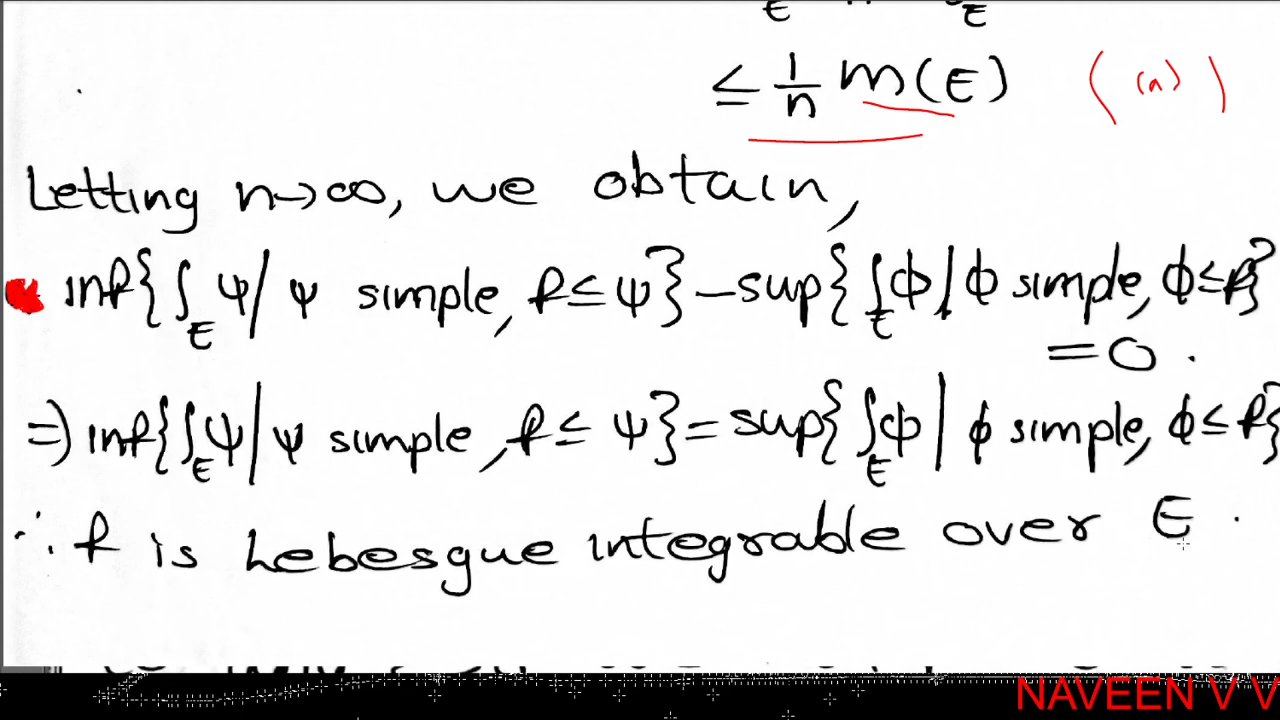 ≤ 1/n m(E) ( (n) )
Letting n→∞, we obtain,
inf{∫_E ψ | ψ simple, f ≤ ψ} − sup{∫_E ϕ | ϕ simple, ϕ ≤ f}
= 0 .
⇒) inf{∫_E ψ | ψ simple, f ≤ ψ} = sup{∫_E ϕ | ϕ simple, ϕ ≤ f}
∴ f is Lebesgue integrable over E .
NAVEEN V V